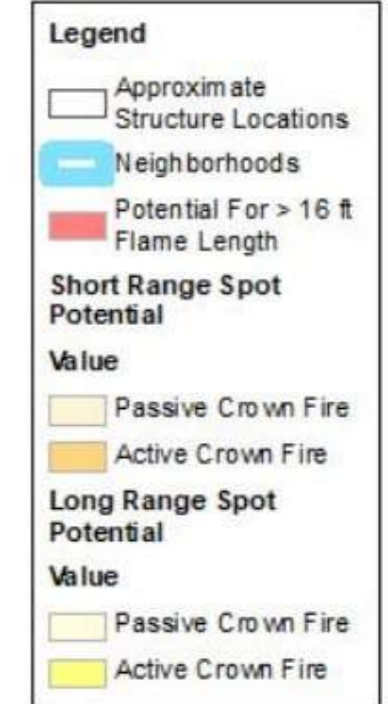 Legend
Approximate
Structure Locations
Neighborhoods
Potential For > 16 ft
Flame Length
Short Range Spot
Potential
Value
Passive Crown Fire
Active Crown Fire
Long Range Spot
Potential
Value
Passive Crown Fire
Active Crown Fire